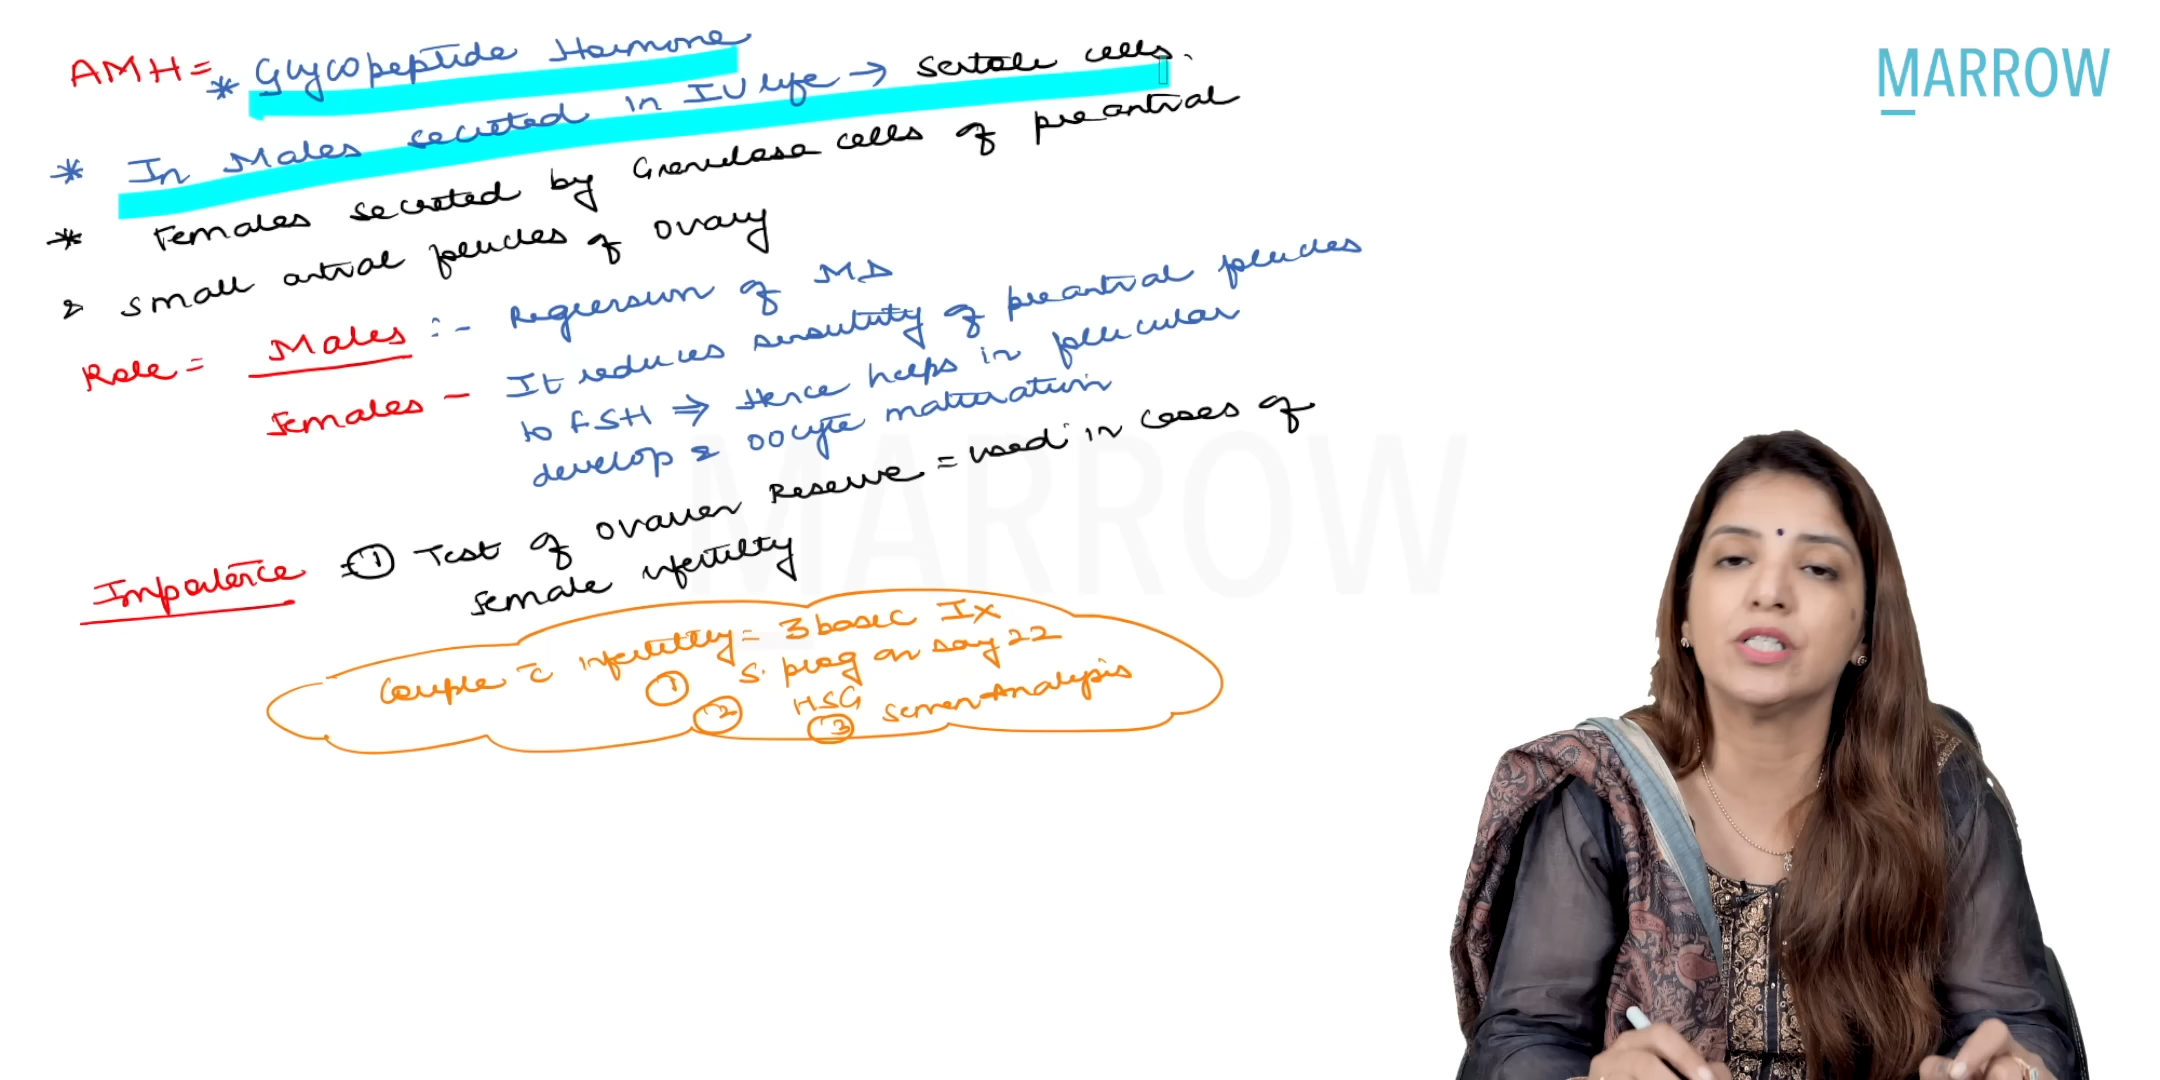 AMH = * Glycopeptide Hormone
* In Males secreted in IU life → Sertole cells.
* Females secreted by Granulosa cells of preantral
& small antral follicles of ovary
Role = Males :- Regression of MD
Females - It reduces sensitivity of preantral follicles
to FSH ⇒ Hence helps in follicular
develop & oocyte maturation
Importance = ① Test of ovarian Reserve = used in cases of
female infertility
Couple c̄ infertility = 3 basic Ix
① S. prog on day 22
② HSG
③ Semen Analysis
MARROW
MARROW